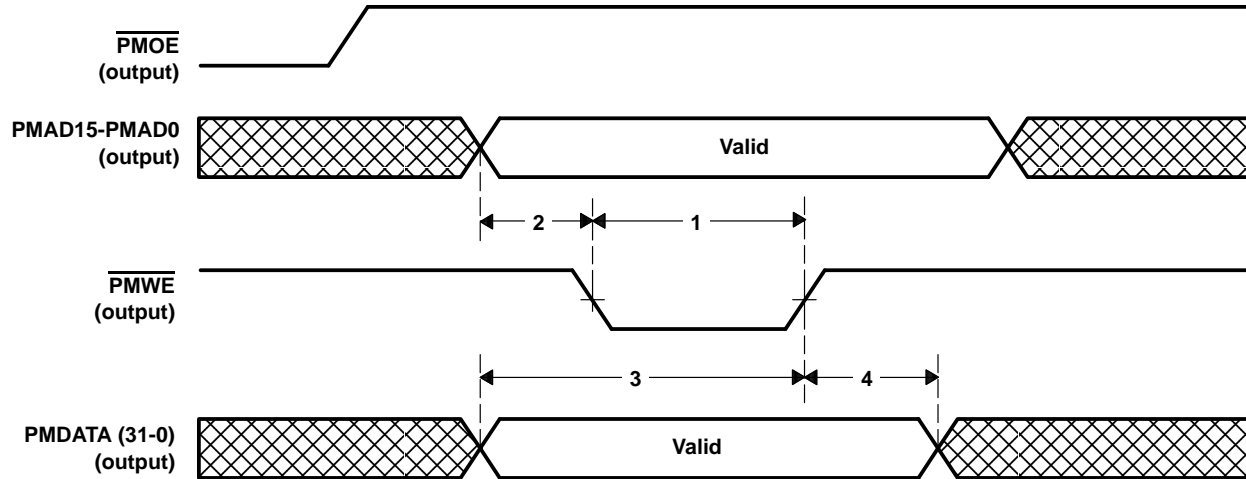 PMOE
(output)
PMAD15-PMAD0
(output)
Valid
2
1
PMWE
(output)
3
4
PMDATA (31-0)
(output)
Valid